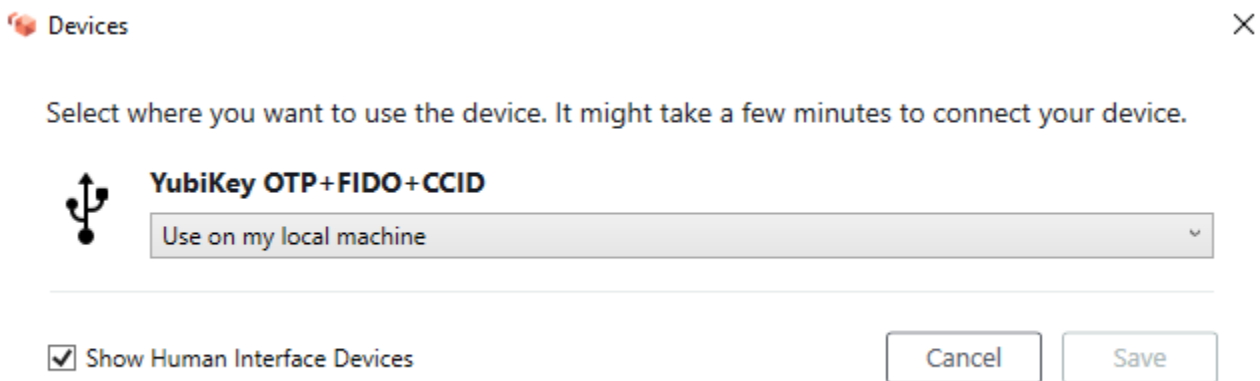 Devices
Select where you want to use the device. It might take a few minutes to connect your device.
YubiKey OTP+FIDO+CCID
Use on my local machine
Show Human Interface Devices
Cancel
Save